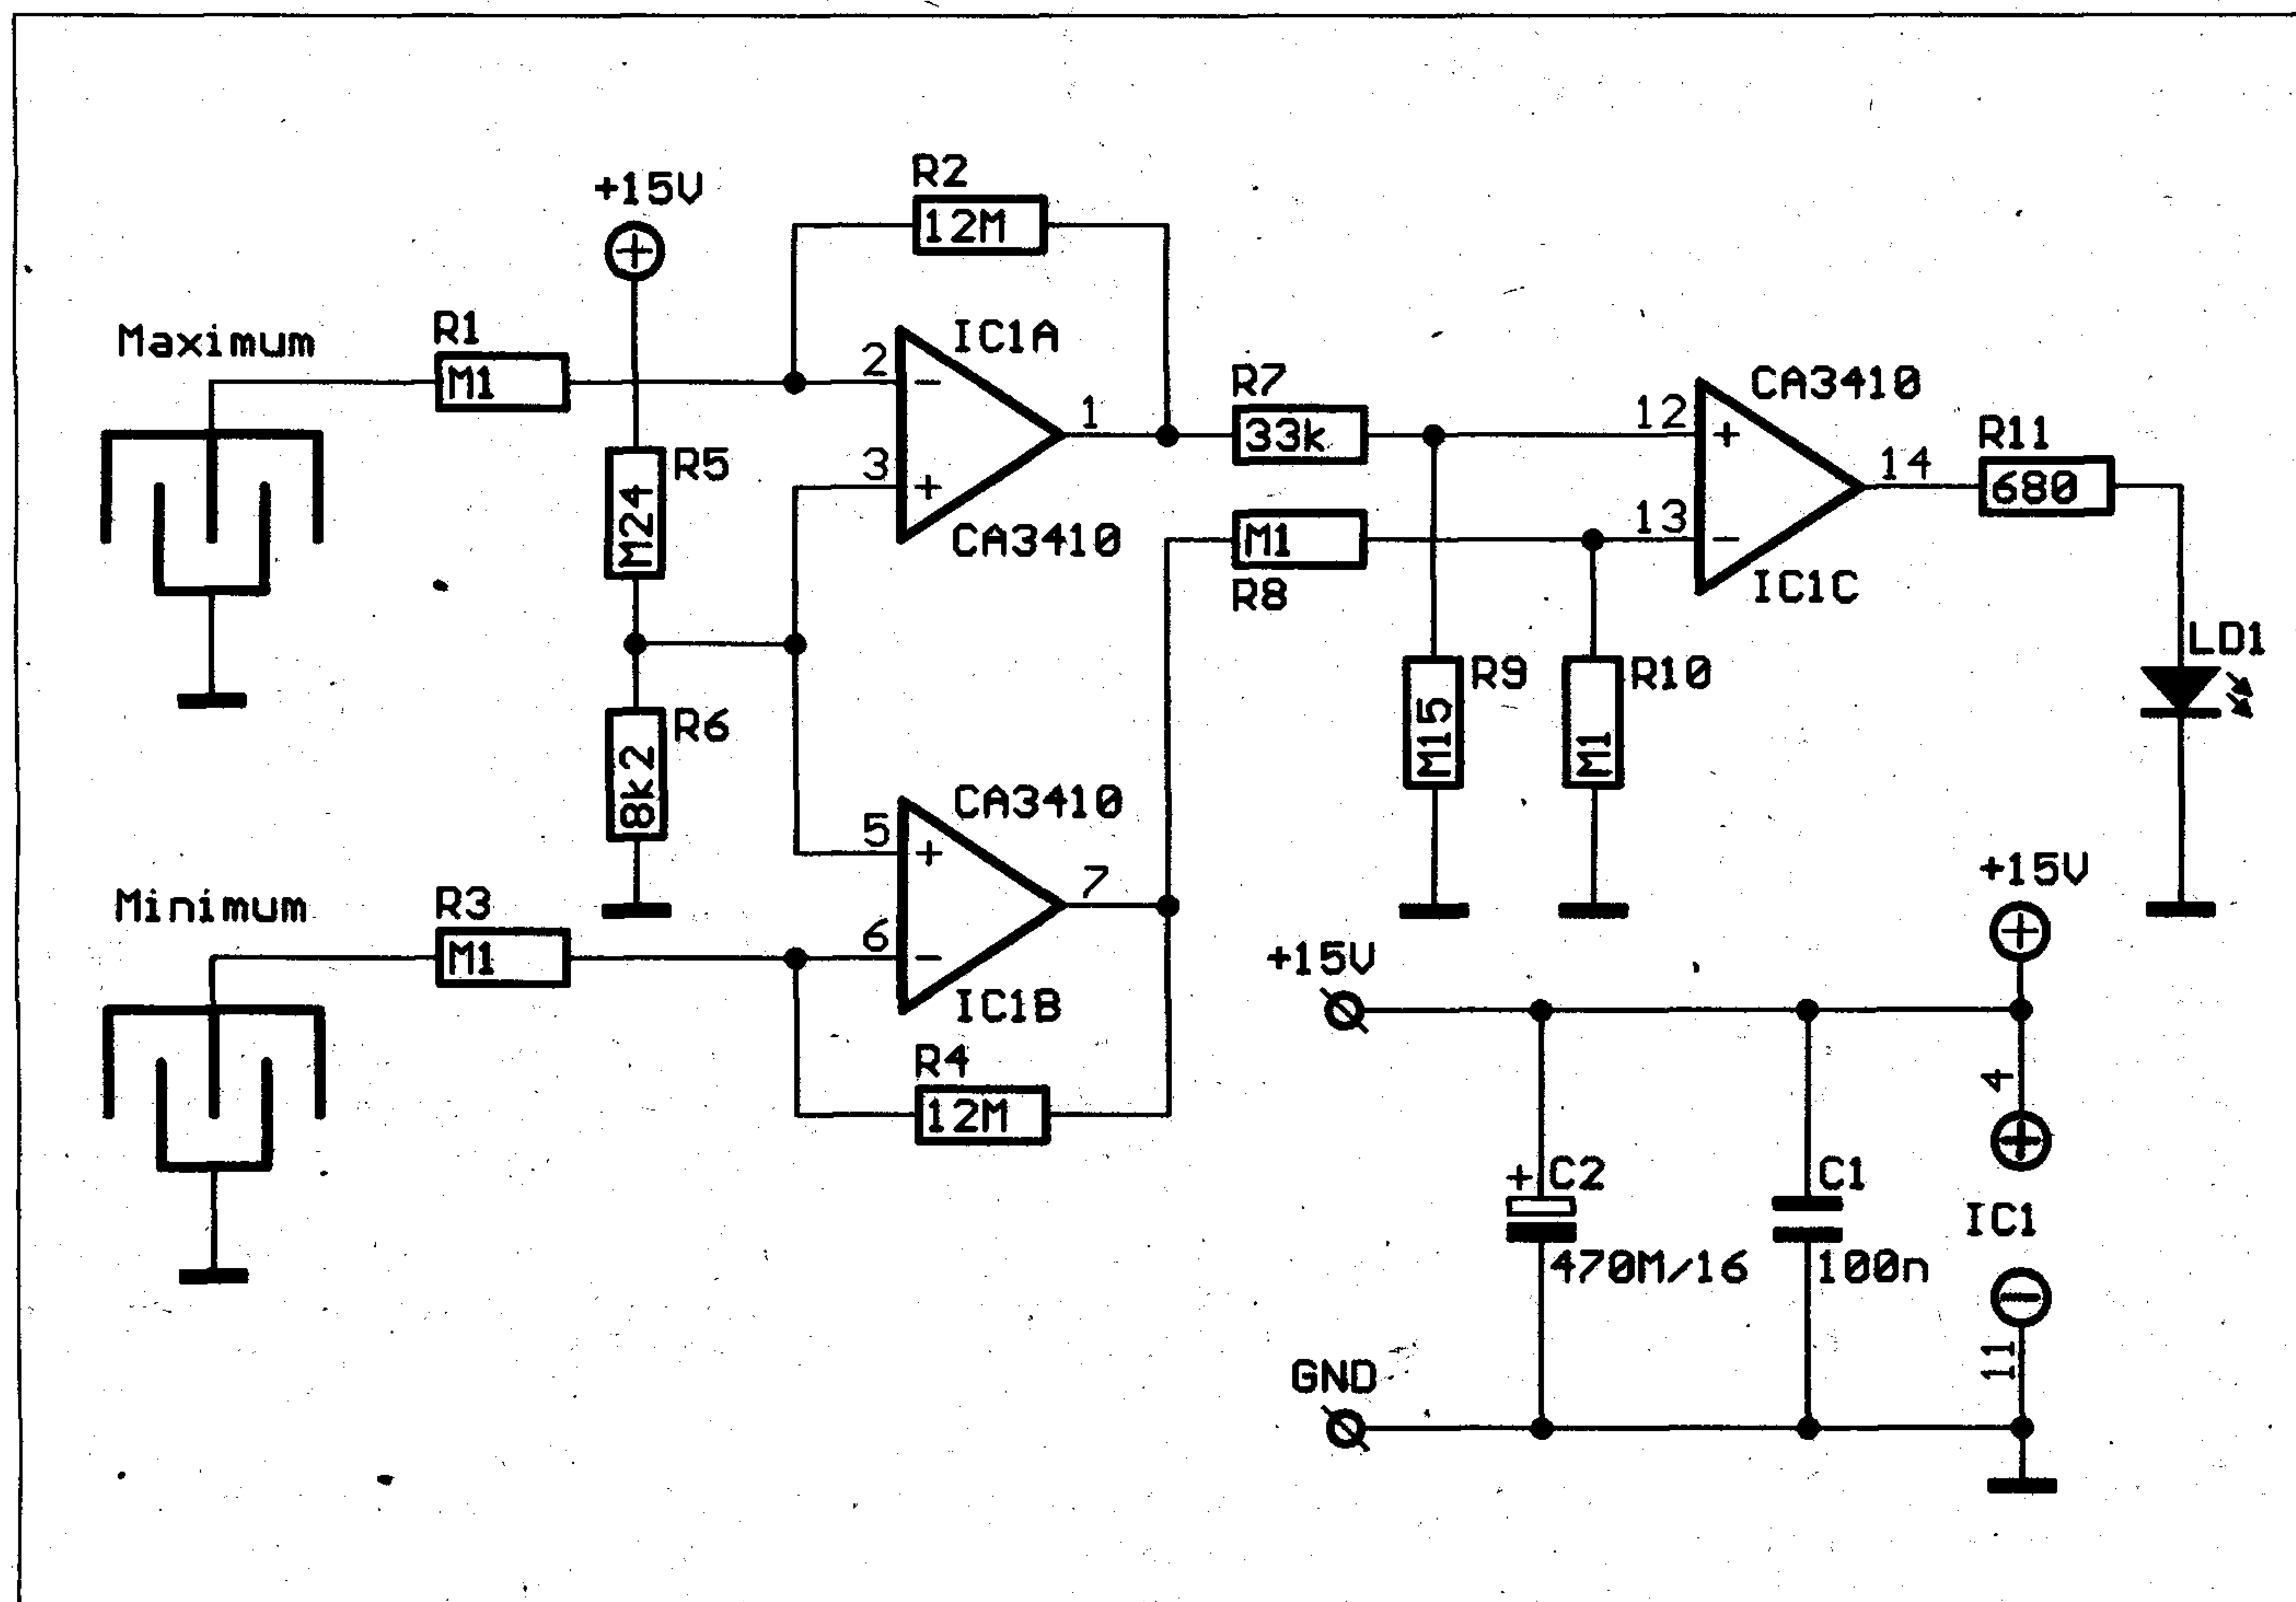 +15V
R2
12M
Maximum
R1
M1
IC1A
2
−
3
+
1
CA3410
R5
M24
R7
33k
R8
M1
CA3410
12
+
13
−
14
IC1C
R11
680
LD1
R6
8k2
R9
M15
R10
M1
CA3410
5
+
6
−
7
IC1B
Minimum
R3
M1
R4
12M
+15V
+15V
+
C2
470M/16
C1
100n
4
IC1
11
GND